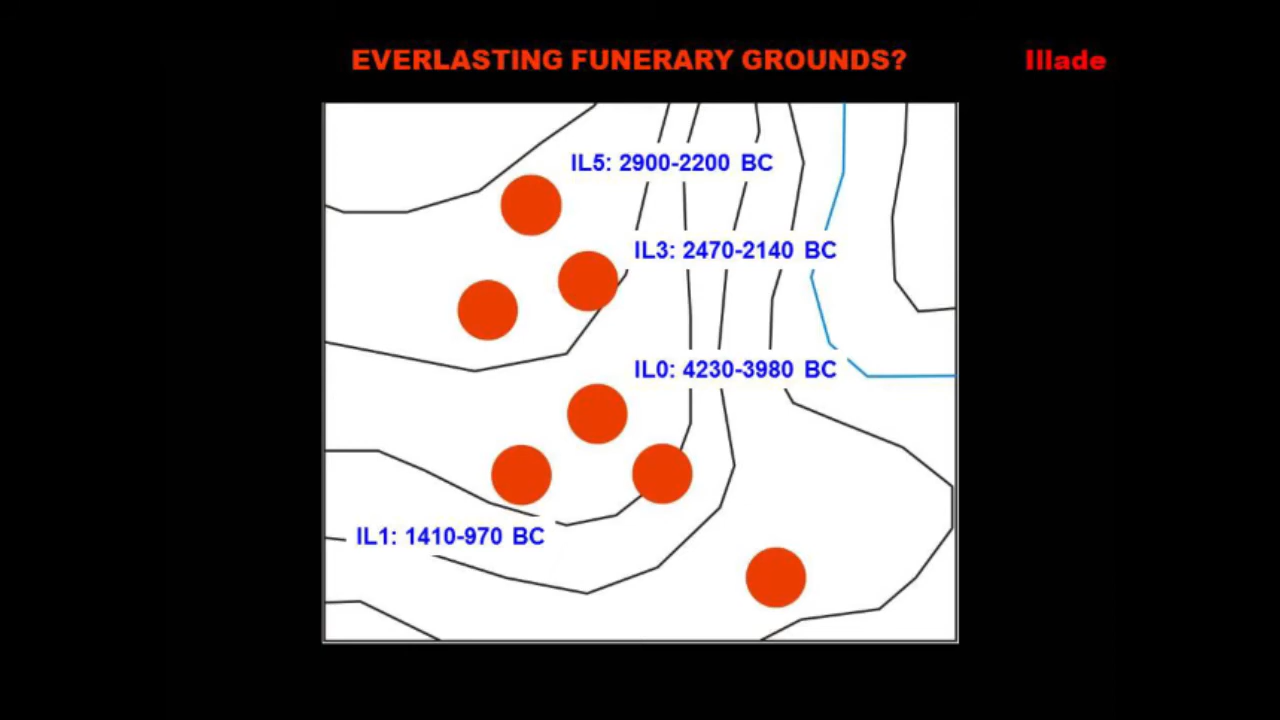 EVERLASTING FUNERARY GROUNDS?
Illade
IL5: 2900-2200 BC
IL3: 2470-2140 BC
IL0: 4230-3980 BC
IL1: 1410-970 BC